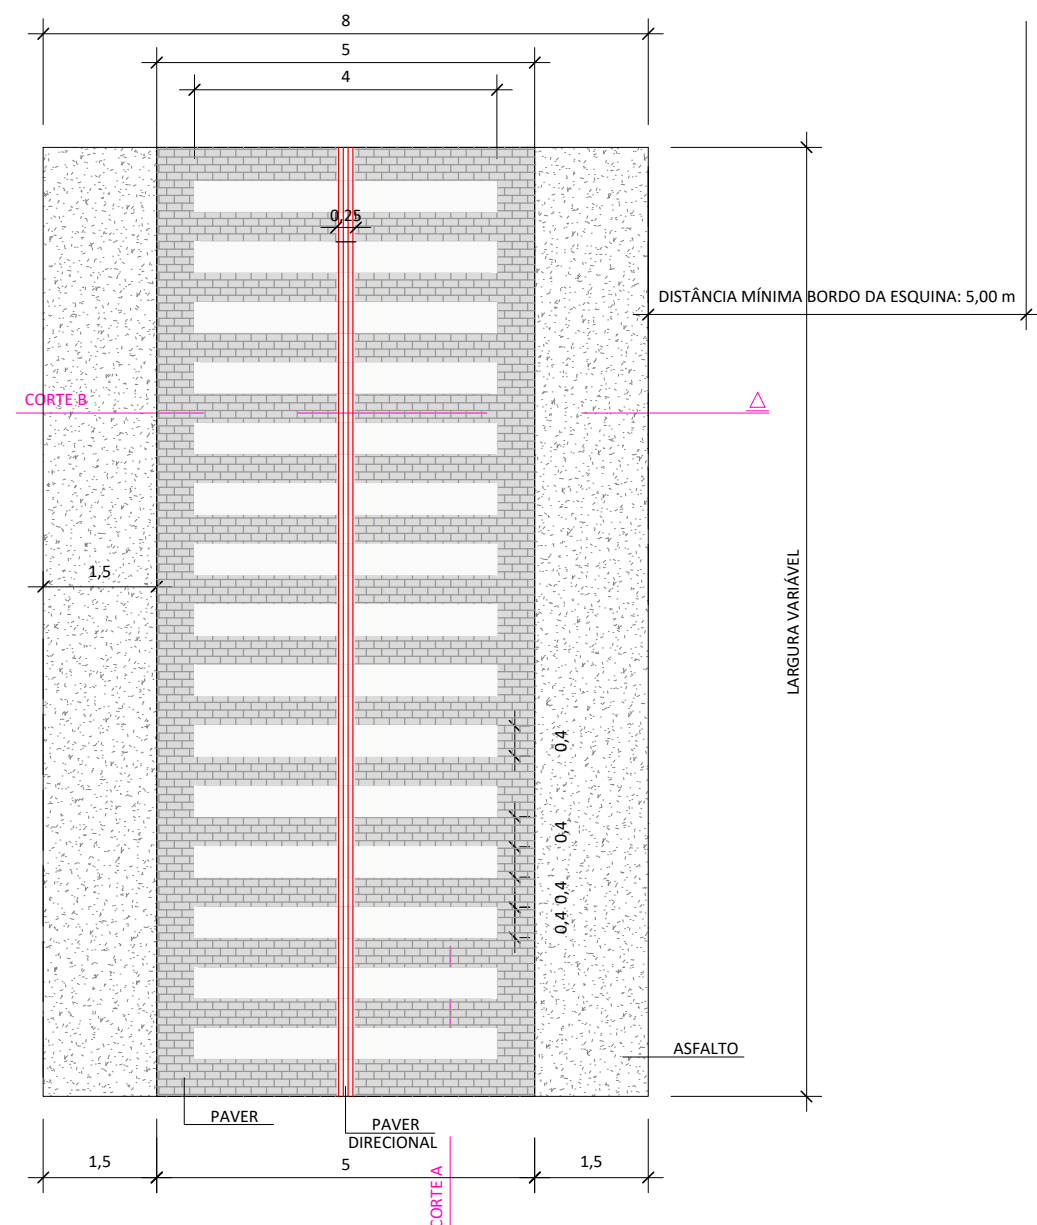 8
5
4
0,25
DISTÂNCIA MÍNIMA BORDO DA ESQUINA: 5,00 m
CORTE B
1,5
LARGURA VARIÁVEL
0,4
0,4
0,4
0,4
ASFALTO
PAVER
PAVER
DIRECIONAL
1,5
5
1,5
CORTE A